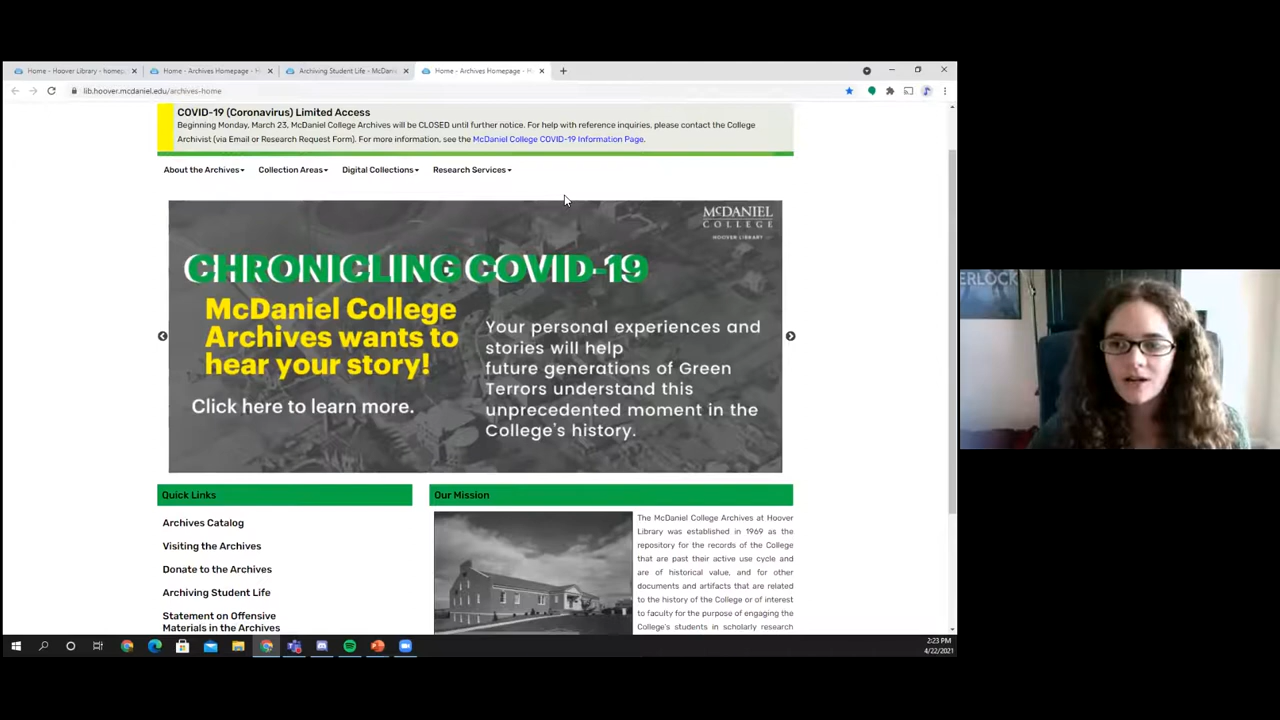 Home - Hoover Library - homep
Home - Archives Homepage - H
Archiving Student Life - McDani
Home - Archives Homepage - H
lib.hoover.mcdaniel.edu/archives-home
COVID-19 (Coronavirus) Limited Access
Beginning Monday, March 23, McDaniel College Archives will be CLOSED until further notice. For help with reference inquiries, please contact the College
Archivist (via Email or Research Request Form). For more information, see the McDaniel College COVID-19 Information Page.
About the Archives
Collection Areas
Digital Collections
Research Services
McDANIEL
COLLEGE
HOOVER LIBRARY
CHRONICLING COVID-19
McDaniel College
Archives wants to
hear your story!
Click here to learn more.
Your personal experiences and
stories will help
future generations of Green
Terrors understand this
unprecedented moment in the
College's history.
Quick Links
Archives Catalog
Visiting the Archives
Donate to the Archives
Archiving Student Life
Statement on Offensive
Materials in the Archives
Our Mission
The McDaniel College Archives at Hoover
Library was established in 1969 as the
repository for the records of the College
that are past their active use cycle and
are of historical value, and for other
documents and artifacts that are related
to the history of the College or of interest
to faculty for the purpose of engaging the
College's students in scholarly research
ERLOCK
2:23 PM
4/22/2021